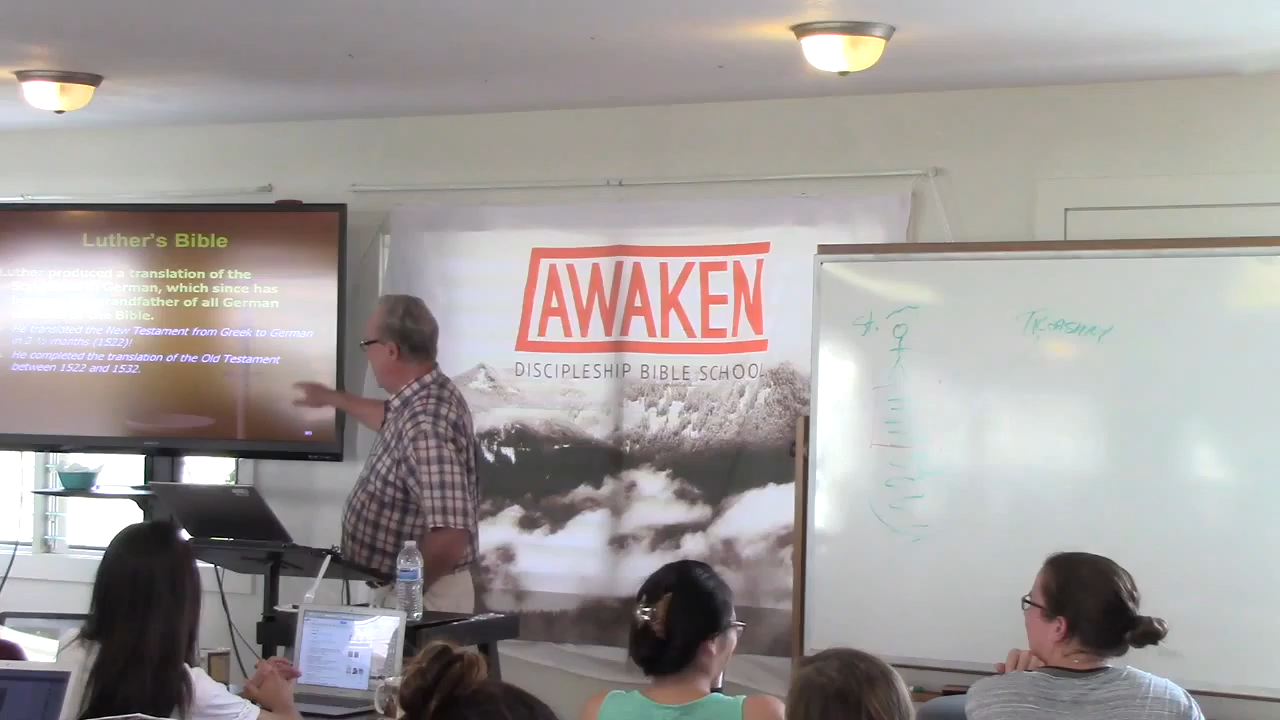 Luther's Bible
Luther produced a translation of the
German, which since has
grandfather of all German
the Bible.
He translated the New Testament from Greek to German
in 2 ½ months (1522)!
He completed the translation of the Old Testament
between 1522 and 1532.
AWAKEN
DISCIPLESHIP BIBLE SCHOOL
St.